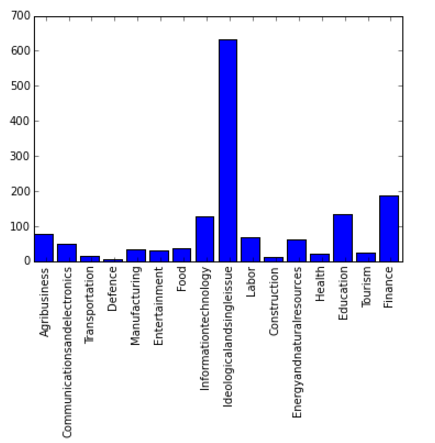 700
600
500
400
300
200
100
0
Agribusiness
Communicationsandelectronics
Transportation
Defence
Manufacturing
Entertainment
Food
Informationtechnology
Ideologicalandsingleissue
Labor
Construction
Energyandnaturalresources
Health
Education
Tourism
Finance